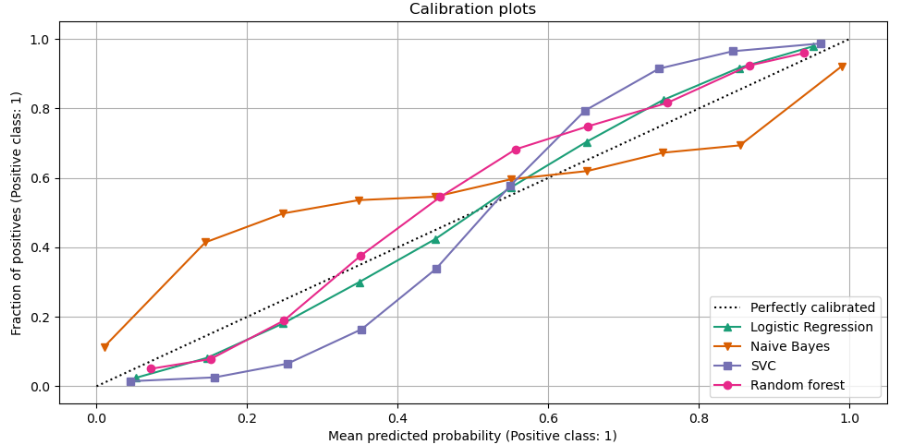 Calibration plots
Fraction of positives (Positive class: 1)
1.0
0.8
0.6
0.4
0.2
0.0
0.0 0.2 0.4 0.6 0.8 1.0
Mean predicted probability (Positive class: 1)
Perfectly calibrated
Logistic Regression
Naive Bayes
SVC
Random forest